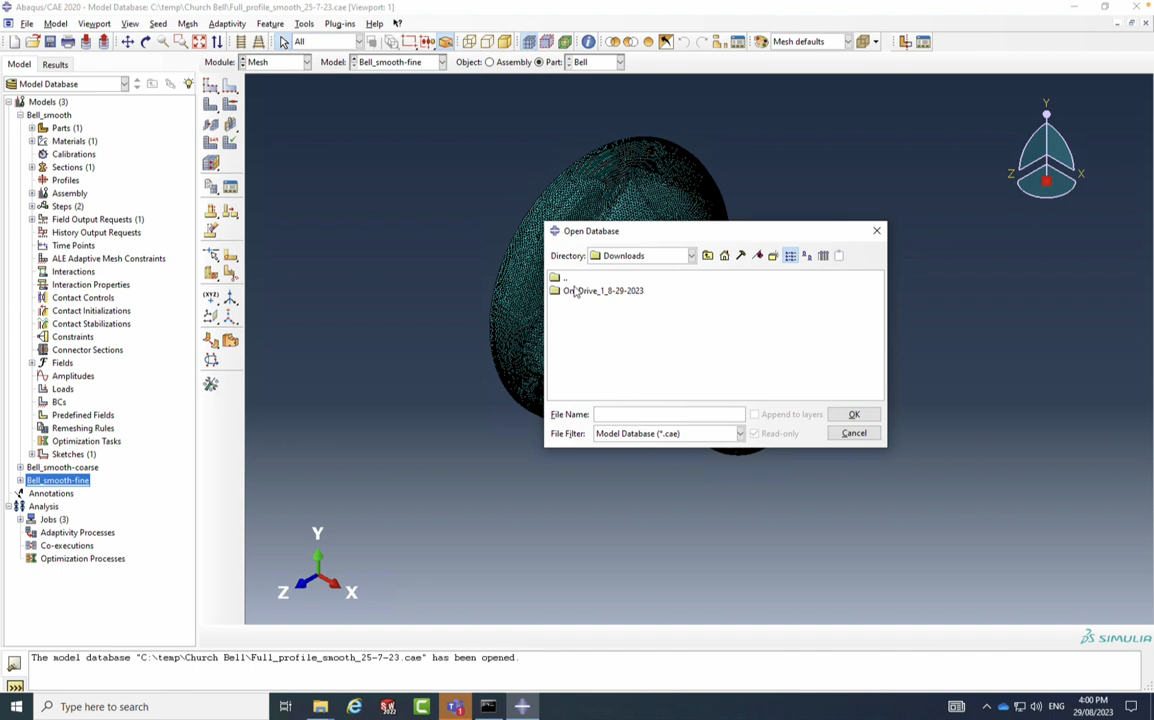 Abaqus/CAE 2020 - Model Database: C:\temp\Church Bell\Full_profile_smooth_25-7-23.cae [Viewport: 1]
File Model Viewport View Seed Mesh Adaptivity Feature Tools Plug-ins Help
All Mesh defaults
Model Results Module: Mesh Model: Bell_smooth-fine Object: Assembly Part: Bell
Model Database
Models (3)
Bell_smooth
Parts (1)
Materials (1)
Calibrations
Sections (1)
Profiles
Assembly
Steps (2)
Field Output Requests (1)
History Output Requests
Time Points
ALE Adaptive Mesh Constraints
Interactions
Interaction Properties
Contact Controls
Contact Initializations
Contact Stabilizations
Constraints
Connector Sections
Fields
Amplitudes
Loads
BCs
Predefined Fields
Remeshing Rules
Optimization Tasks
Sketches (1)
Bell_smooth-coarse
Bell_smooth-fine
Annotations
Analysis
Jobs (3)
Adaptivity Processes
Co-executions
Optimization Processes
(XYZ)
Y
Z X
Open Database
Directory: Downloads
..
OneDrive_1_8-29-2023
File Name: Append to layers OK
File Filter: Model Database (*.cae) Read-only Cancel
Y
Z X
SIMULIA
The model database "C:\temp\Church Bell\Full_profile_smooth_25-7-23.cae" has been opened.
>>>
Type here to search
ENG
4:00 PM
29/08/2023